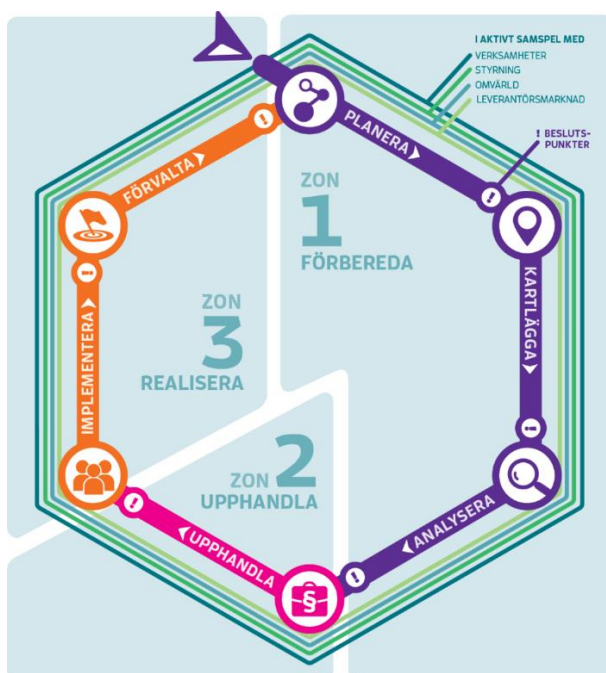 I AKTIVT SAMSPEL MED
VERKSAMHETER
STYRNING
OMVÄRLD
LEVERANTÖRSMARKNAD
! BESLUTS-
PUNKTER
PLANERA
!
KARTLÄGGA
!
ANALYSERA
!
UPPHANDLA
§
!
IMPLEMENTERA
!
FÖRVALTA
!
ZON
1
FÖRBEREDA
ZON
3
REALISERA
ZON 2
UPPHANDLA